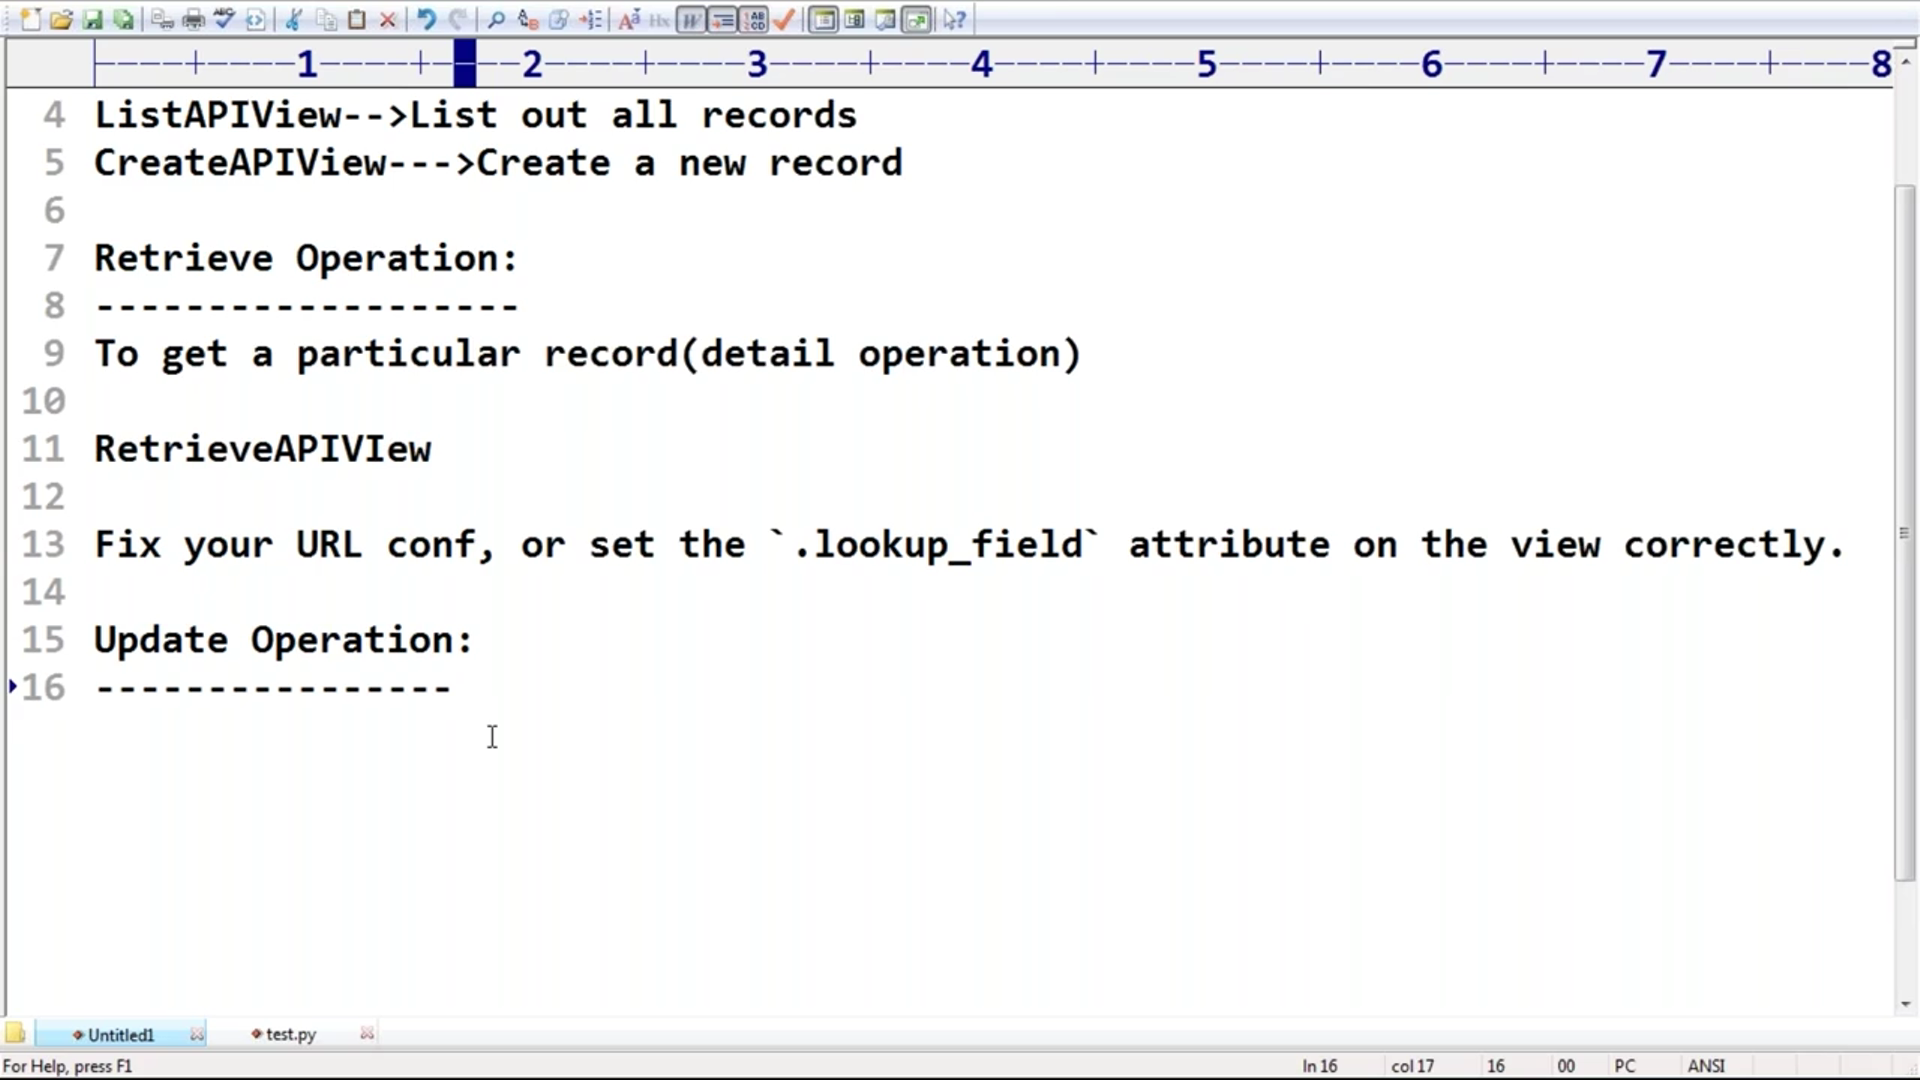 1 2 3 4 5 6 7 8
4 ListAPIView-->List out all records
5 CreateAPIView--->Create a new record
6
7 Retrieve Operation:
8 -------------------
9 To get a particular record(detail operation)
10
11 RetrieveAPIVIew
12
13 Fix your URL conf, or set the `.lookup_field` attribute on the view correctly.
14
15 Update Operation:
16 ----------------
Untitled1 test.py
For Help, press F1 ln 16 col 17 16 00 PC ANSI